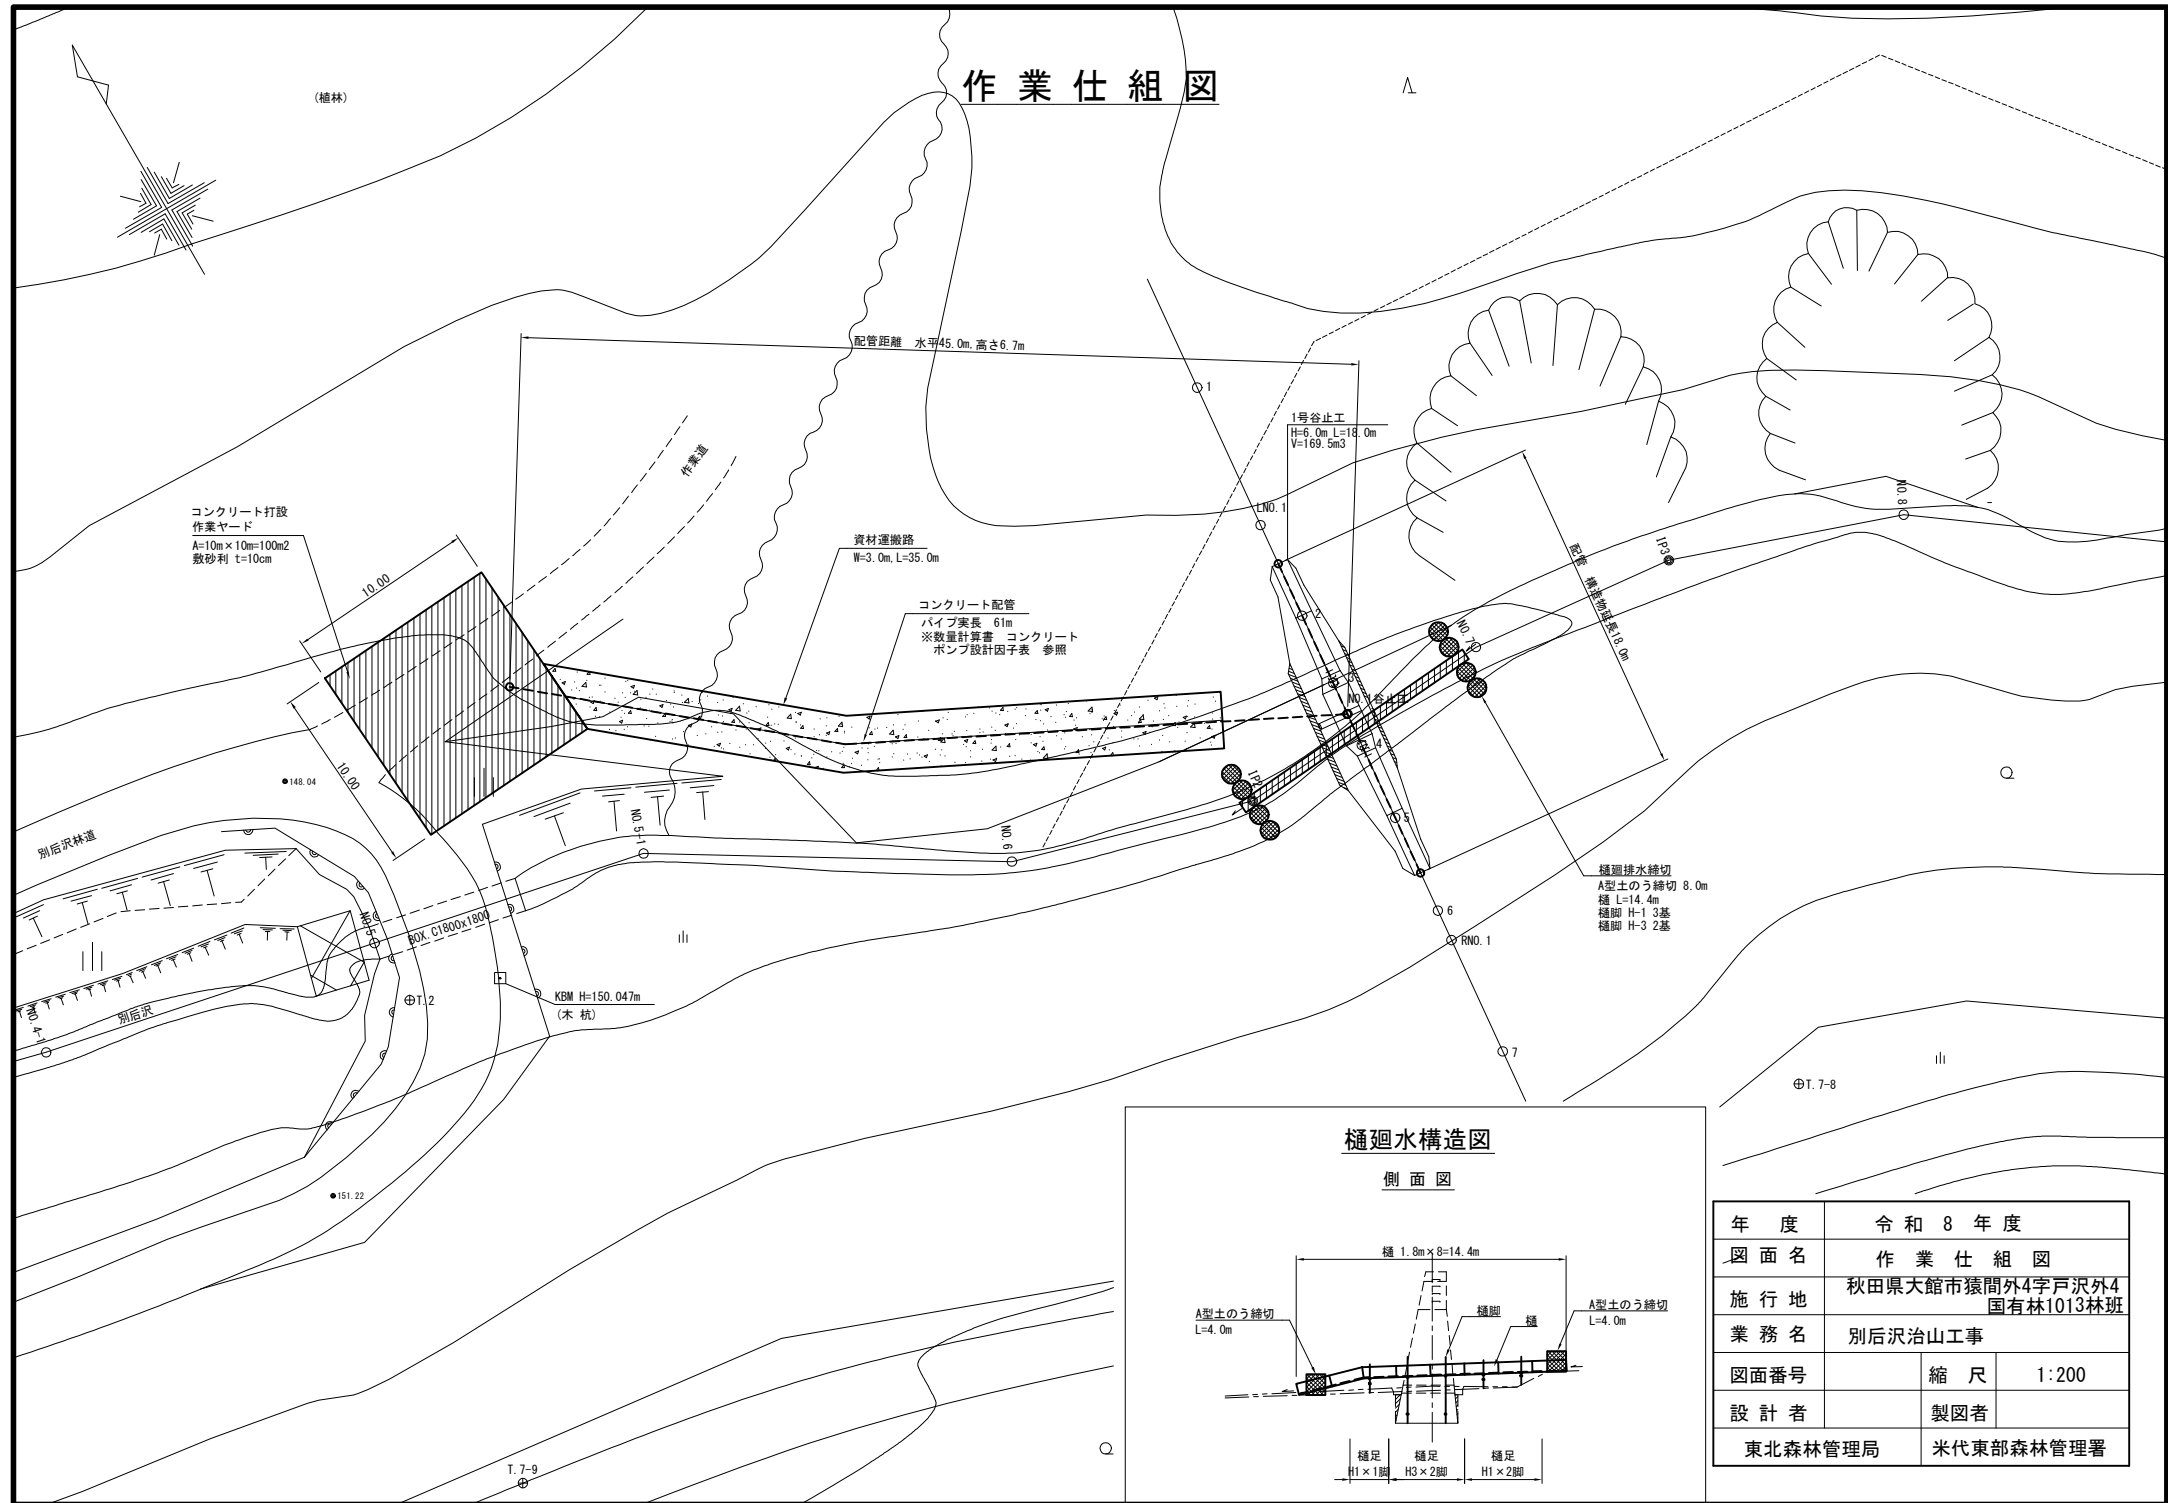 作業仕組図
(植林)
配管距離 水平45.0m,高さ6.7m
1
1号谷止工
H=6.0m L=18.0m
V=169.5m3
作業道
コンクリート打設
作業ヤード
A=10m×10m=100m2
敷砂利 t=10cm
資材運搬路
W=3.0m,L=35.0m
LNO.1
NO.8
IP3
配管 構造物延長18.0m
10.00
コンクリート配管
パイプ実長 61m
※数量計算書 コンクリート
ポンプ設計因子表 参照
2
NO.7
3
NO.1谷止工
4
10.00
148.04
IP2
5
別后沢林道
NO.5-1
NO.6
樋廻排水締切
A型土のう締切 8.0m
樋 L=14.4m
樋脚 H-1 3基
樋脚 H-3 2基
NO.5
BOX.C1800x1800
6
RNO.1
T.2
KBM H=150.047m
(木 杭)
別后沢
NO.4-1
7
T.7-8
151.22
T.7-9
樋廻水構造図
側面図
樋 1.8m×8=14.4m
A型土のう締切
L=4.0m
樋脚
樋
A型土のう締切
L=4.0m
樋足 樋足 樋足
H1×1脚 H3×2脚 H1×2脚
年度 令和 8 年度
図面名 作業仕組図
施行地 秋田県大館市猿間外4字戸沢外4
国有林1013林班
業務名 別后沢治山工事
図面番号 縮尺 1:200
設計者 製図者
東北森林管理局 米代東部森林管理署